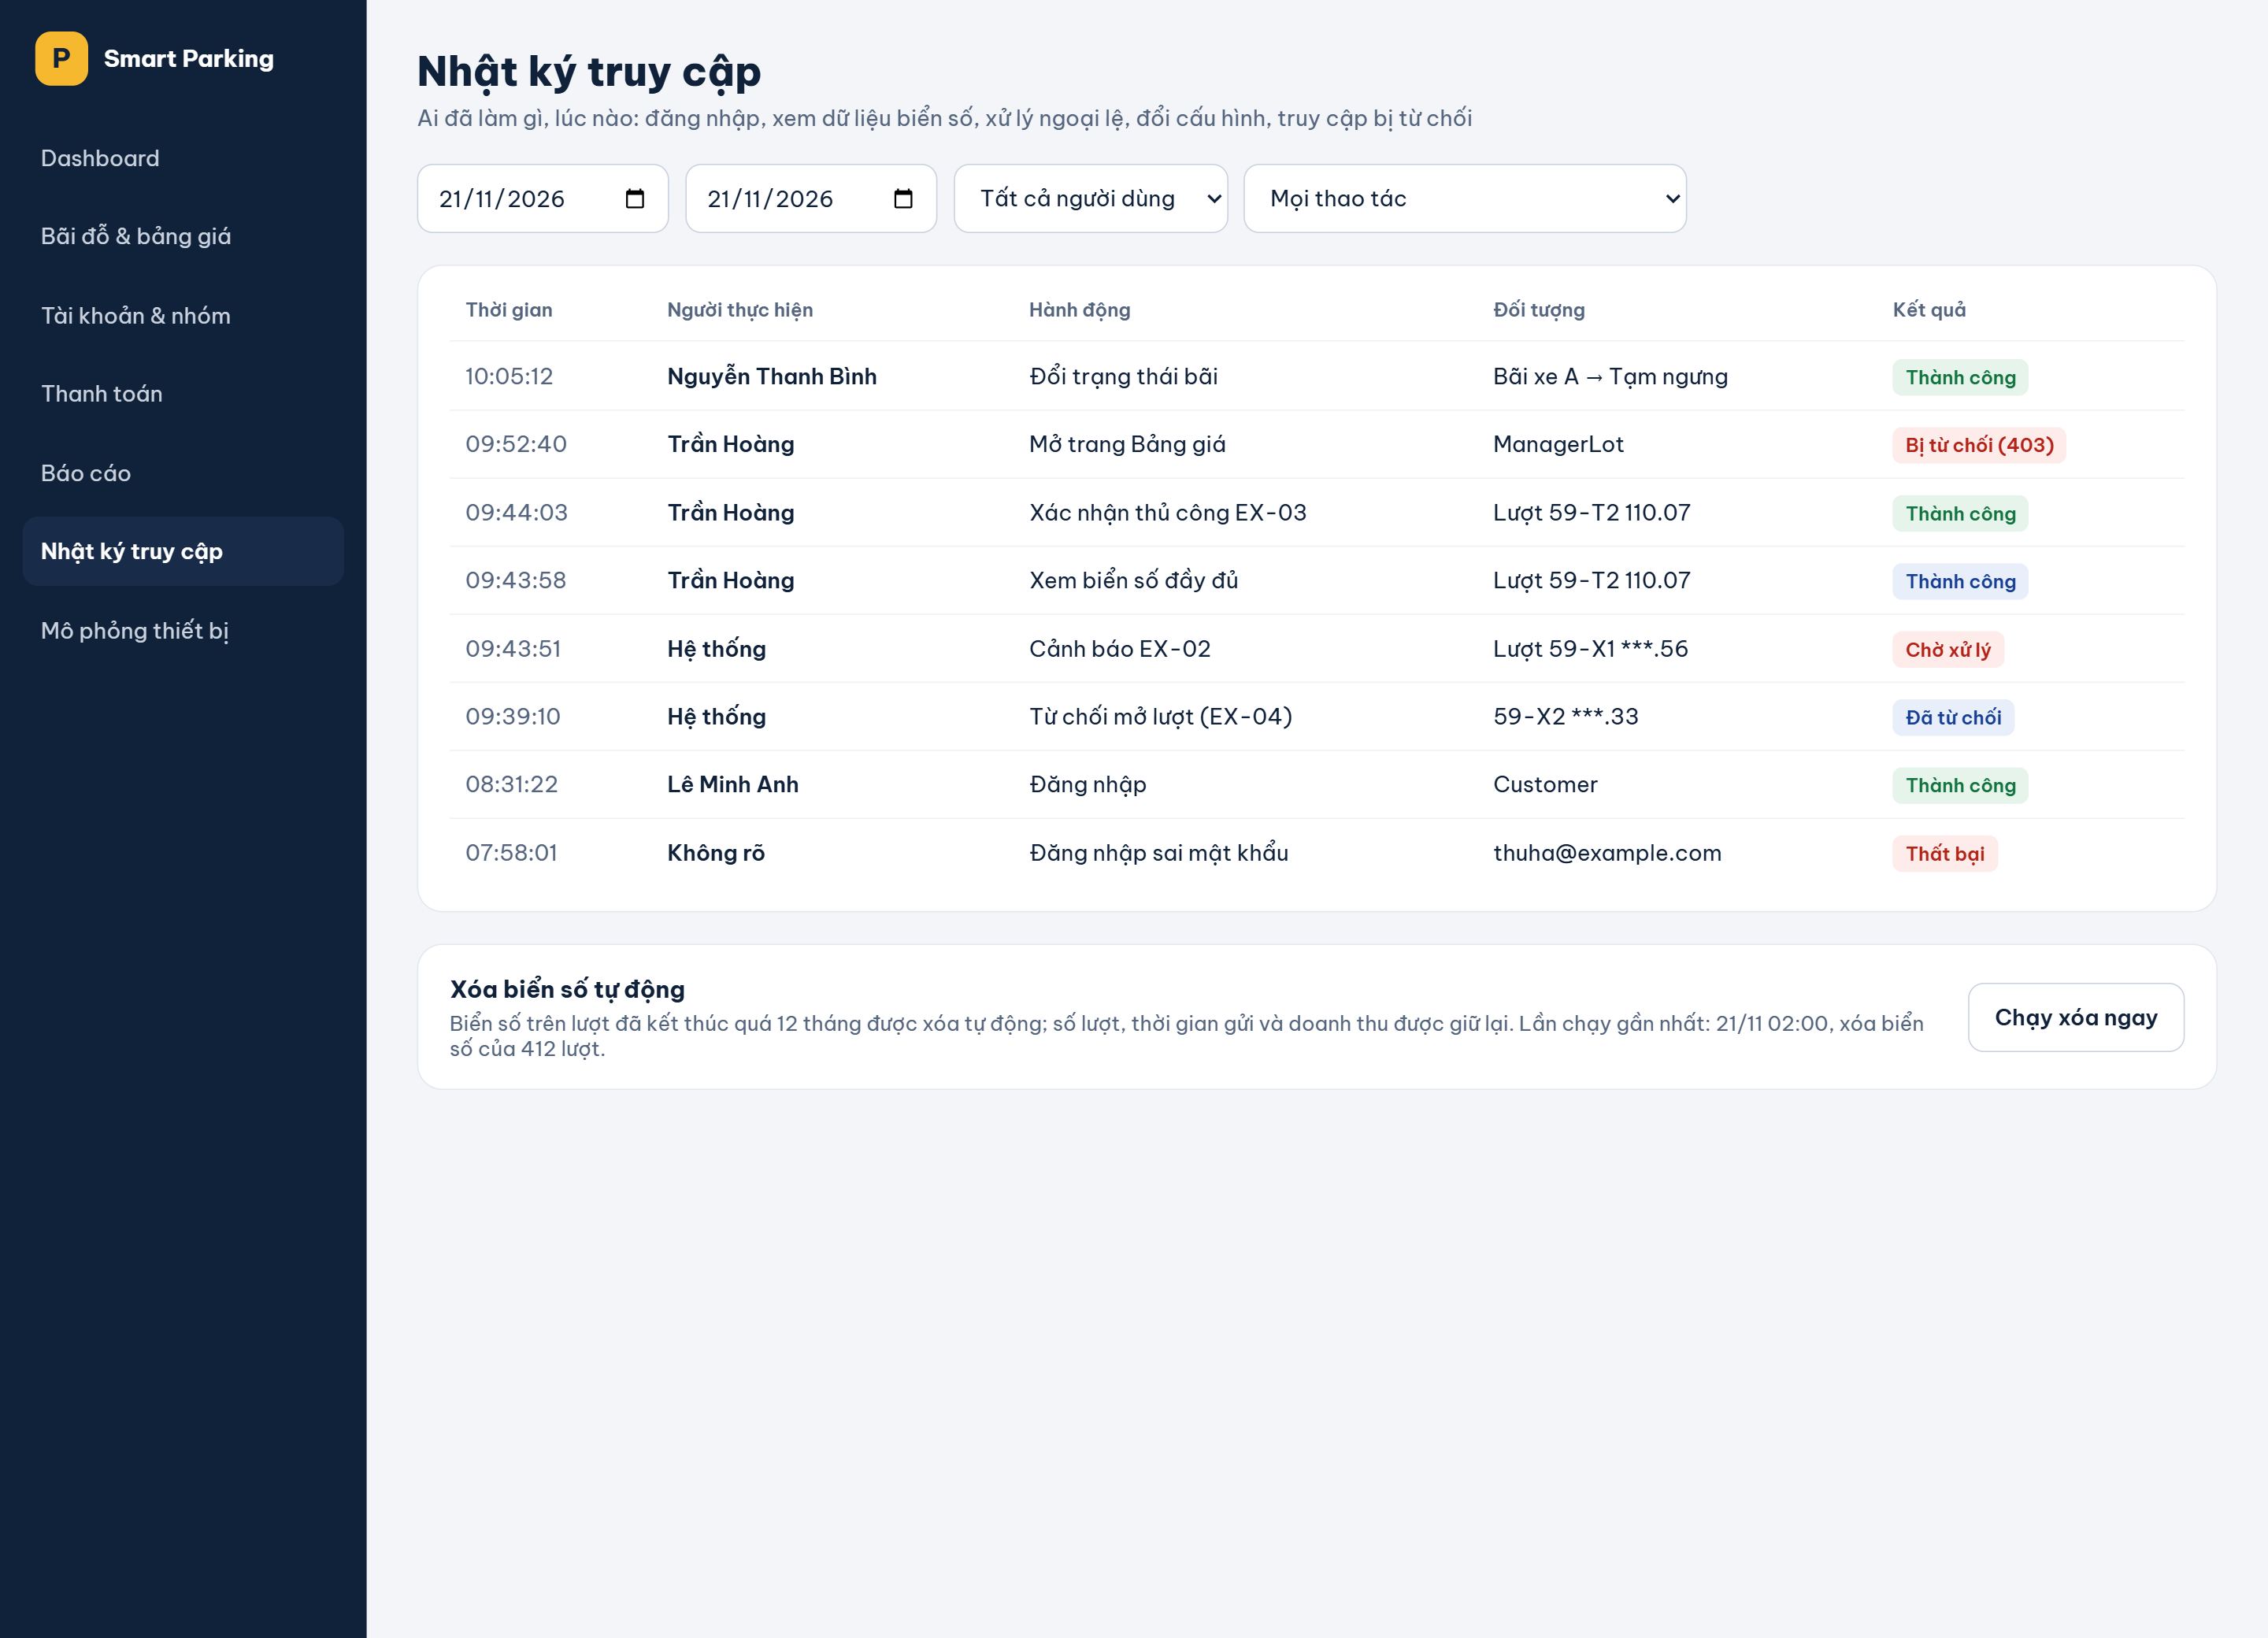 P Smart Parking
Dashboard
Bãi đỗ & bảng giá
Tài khoản & nhóm
Thanh toán
Báo cáo
Nhật ký truy cập
Mô phỏng thiết bị
Nhật ký truy cập
Ai đã làm gì, lúc nào: đăng nhập, xem dữ liệu biển số, xử lý ngoại lệ, đổi cấu hình, truy cập bị từ chối
21/11/2026 21/11/2026 Tất cả người dùng Mọi thao tác
Thời gian Người thực hiện Hành động Đối tượng Kết quả
10:05:12 Nguyễn Thanh Bình Đổi trạng thái bãi Bãi xe A → Tạm ngưng Thành công
09:52:40 Trần Hoàng Mở trang Bảng giá ManagerLot Bị từ chối (403)
09:44:03 Trần Hoàng Xác nhận thủ công EX-03 Lượt 59-T2 110.07 Thành công
09:43:58 Trần Hoàng Xem biển số đầy đủ Lượt 59-T2 110.07 Thành công
09:43:51 Hệ thống Cảnh báo EX-02 Lượt 59-X1 ***.56 Chờ xử lý
09:39:10 Hệ thống Từ chối mở lượt (EX-04) 59-X2 ***.33 Đã từ chối
08:31:22 Lê Minh Anh Đăng nhập Customer Thành công
07:58:01 Không rõ Đăng nhập sai mật khẩu thuha@example.com Thất bại
Xóa biển số tự động
Biển số trên lượt đã kết thúc quá 12 tháng được xóa tự động; số lượt, thời gian gửi và doanh thu được giữ lại. Lần chạy gần nhất: 21/11 02:00, xóa biển
số của 412 lượt.
Chạy xóa ngay